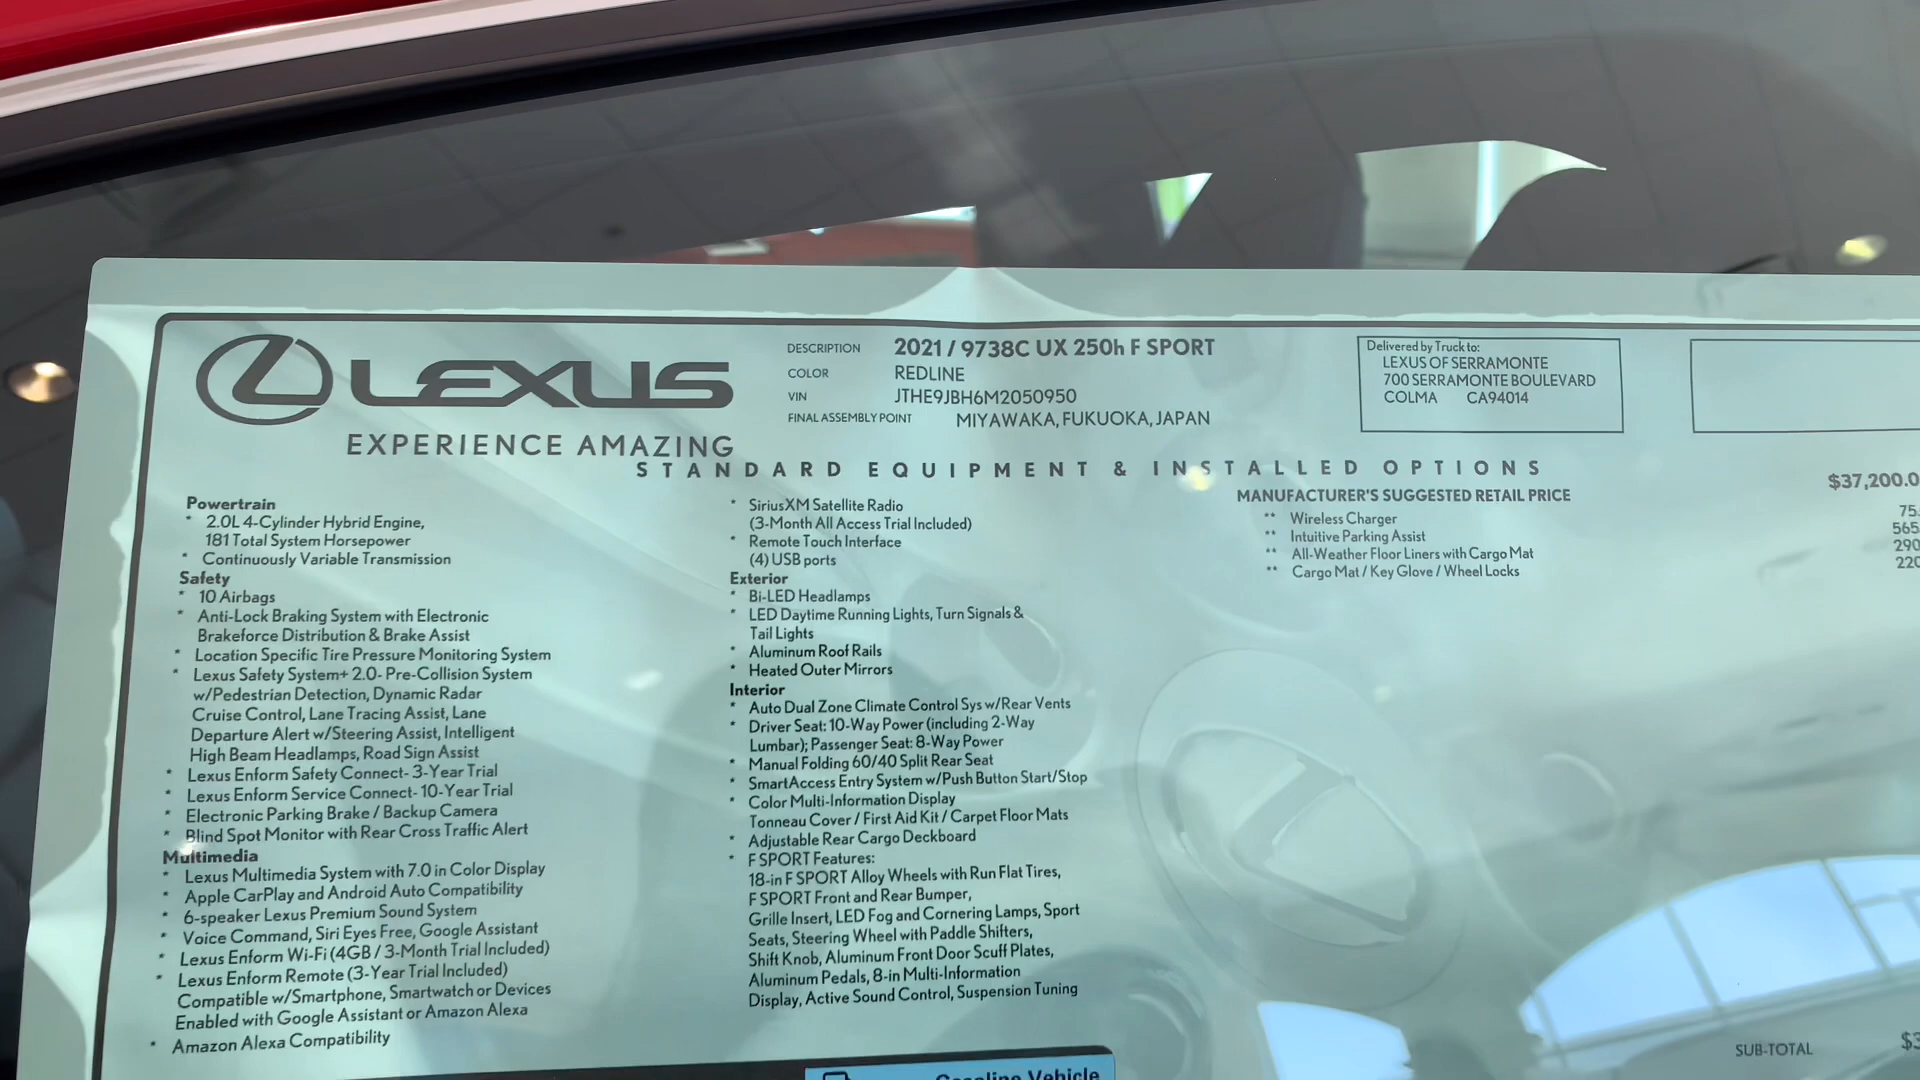 LEXUS
EXPERIENCE AMAZING
DESCRIPTION 2021 / 9738C UX 250h F SPORT
COLOR REDLINE
VIN JTHE9JBH6M2050950
FINAL ASSEMBLY POINT MIYAWAKA, FUKUOKA, JAPAN
Delivered by Truck to:
LEXUS OF SERRAMONTE
700 SERRAMONTE BOULEVARD
COLMA CA94014
STANDARD EQUIPMENT & INSTALLED OPTIONS
Powertrain
* 2.0L 4-Cylinder Hybrid Engine,
181 Total System Horsepower
* Continuously Variable Transmission
Safety
* 10 Airbags
* Anti-Lock Braking System with Electronic
Brakeforce Distribution & Brake Assist
* Location Specific Tire Pressure Monitoring System
* Lexus Safety System+ 2.0- Pre-Collision System
w/Pedestrian Detection, Dynamic Radar
Cruise Control, Lane Tracing Assist, Lane
Departure Alert w/Steering Assist, Intelligent
High Beam Headlamps, Road Sign Assist
* Lexus Enform Safety Connect- 3-Year Trial
* Lexus Enform Service Connect- 10-Year Trial
* Electronic Parking Brake / Backup Camera
* Blind Spot Monitor with Rear Cross Traffic Alert
Multimedia
* Lexus Multimedia System with 7.0 in Color Display
* Apple CarPlay and Android Auto Compatibility
* 6-speaker Lexus Premium Sound System
* Voice Command, Siri Eyes Free, Google Assistant
* Lexus Enform Wi-Fi (4GB / 3-Month Trial Included)
* Lexus Enform Remote (3-Year Trial Included)
Compatible w/Smartphone, Smartwatch or Devices
Enabled with Google Assistant or Amazon Alexa
* Amazon Alexa Compatibility
* SiriusXM Satellite Radio
(3-Month All Access Trial Included)
* Remote Touch Interface
(4) USB ports
Exterior
* Bi-LED Headlamps
* LED Daytime Running Lights, Turn Signals &
Tail Lights
* Aluminum Roof Rails
* Heated Outer Mirrors
Interior
* Auto Dual Zone Climate Control Sys w/Rear Vents
* Driver Seat: 10-Way Power (including 2-Way
Lumbar); Passenger Seat: 8-Way Power
* Manual Folding 60/40 Split Rear Seat
* SmartAccess Entry System w/Push Button Start/Stop
* Color Multi-Information Display
Tonneau Cover / First Aid Kit / Carpet Floor Mats
* Adjustable Rear Cargo Deckboard
* F SPORT Features:
18-in F SPORT Alloy Wheels with Run Flat Tires,
F SPORT Front and Rear Bumper,
Grille Insert, LED Fog and Cornering Lamps, Sport
Seats, Steering Wheel with Paddle Shifters,
Shift Knob, Aluminum Front Door Scuff Plates,
Aluminum Pedals, 8-in Multi-Information
Display, Active Sound Control, Suspension Tuning
MANUFACTURER'S SUGGESTED RETAIL PRICE $37,200.0
** Wireless Charger 75.
** Intuitive Parking Assist 565
** All-Weather Floor Liners with Cargo Mat 290
** Cargo Mat / Key Glove / Wheel Locks 220
SUB-TOTAL $3
Gasoline Vehicle